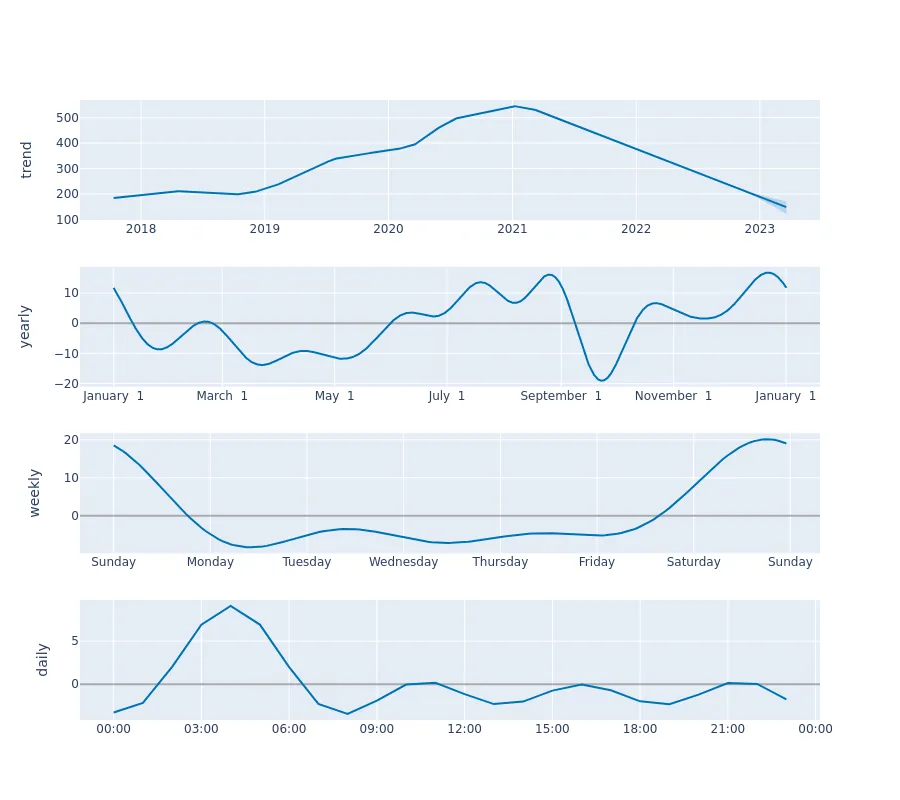 trend
500
400
300
200
100
2018 2019 2020 2021 2022 2023
yearly
10
0
−10
−20
January 1 March 1 May 1 July 1 September 1 November 1 January 1
weekly
20
10
0
Sunday Monday Tuesday Wednesday Thursday Friday Saturday Sunday
daily
5
0
00:00 03:00 06:00 09:00 12:00 15:00 18:00 21:00 00:00